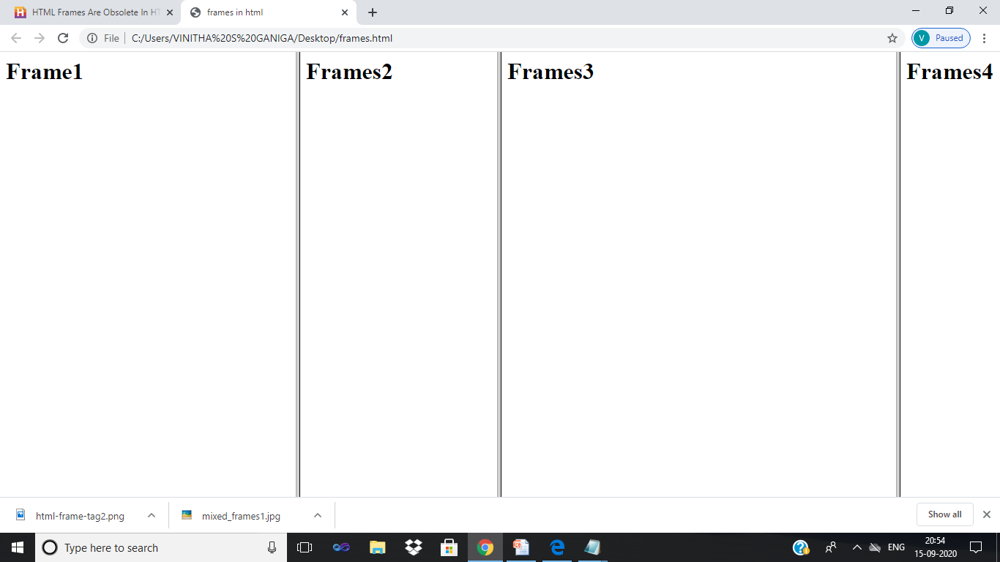 HTML Frames Are Obsolete In HT
frames in html
File C:/Users/VINITHA%20S%20GANIGA/Desktop/frames.html
V Paused
Frame1 Frames2 Frames3 Frames4
html-frame-tag2.png mixed_frames1.jpg Show all
Type here to search
ENG 20:54
15-09-2020